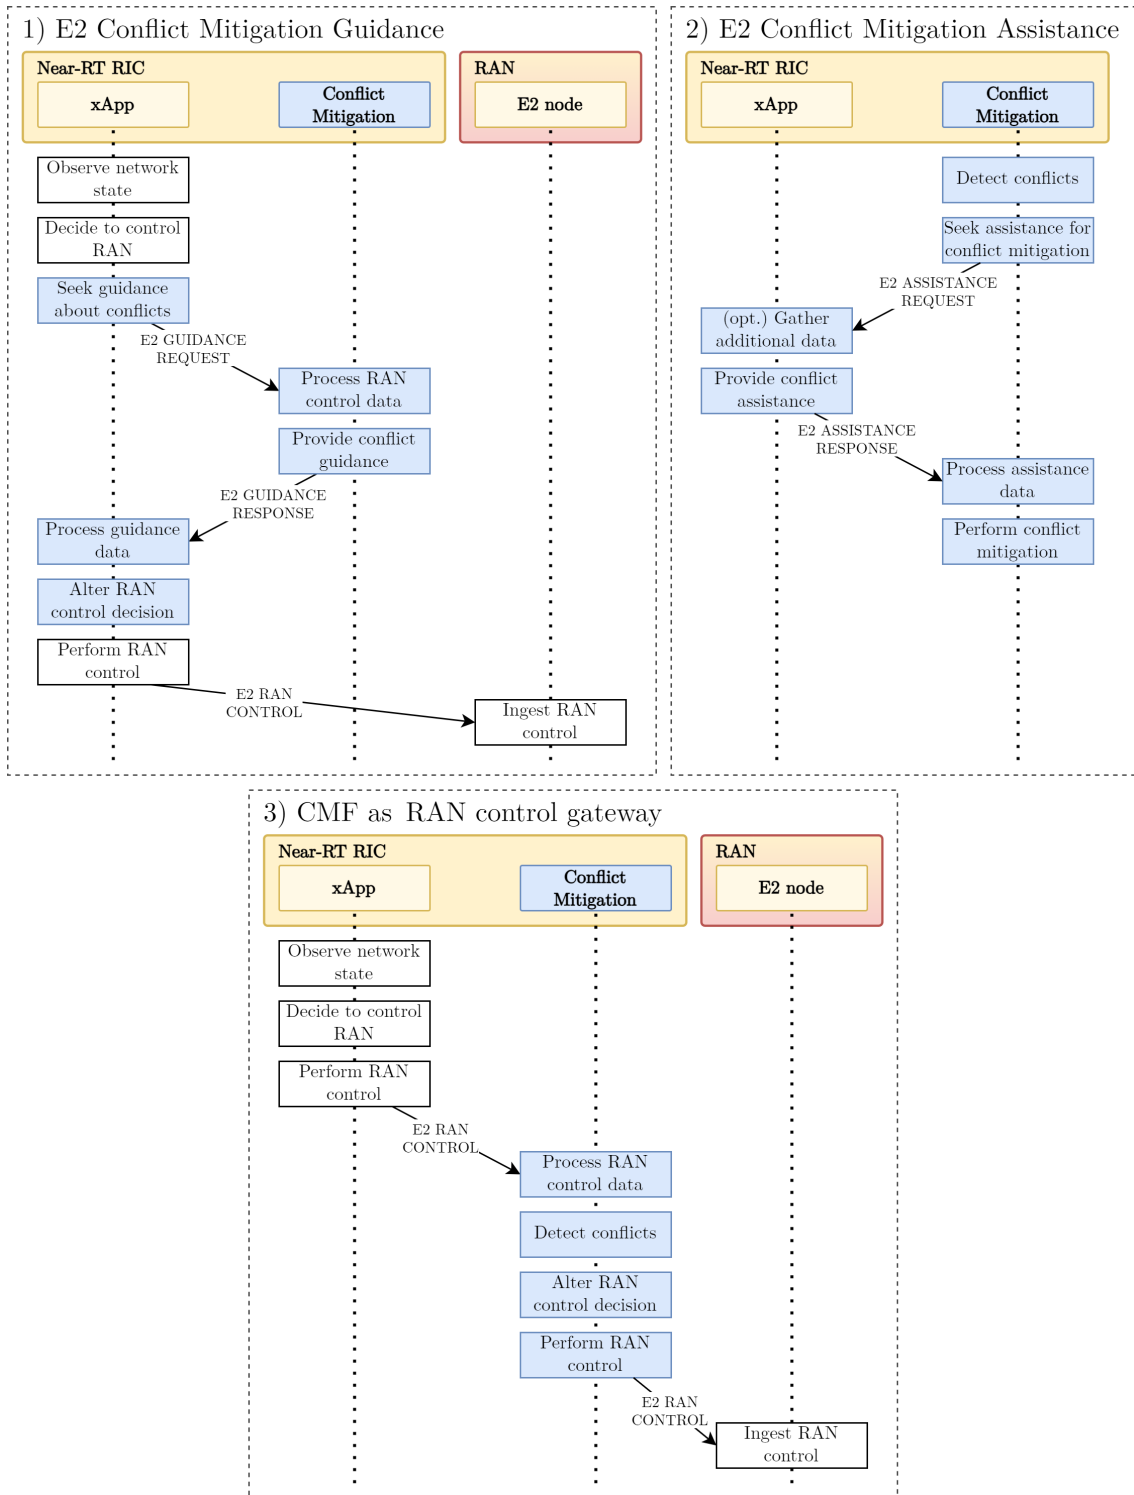 1) E2 Conflict Mitigation Guidance
Near-RT RIC
RAN
xApp
Conflict
Mitigation
E2 node
Observe network
state
Decide to control
RAN
Seek guidance
about conflicts
E2 GUIDANCE
REQUEST
Process RAN
control data
Provide conflict
guidance
E2 GUIDANCE
RESPONSE
Process guidance
data
Alter RAN
control decision
Perform RAN
control
E2 RAN
CONTROL
Ingest RAN
control
2) E2 Conflict Mitigation Assistance
Near-RT RIC
xApp
Conflict
Mitigation
Detect conflicts
Seek assistance for
conflict mitigation
E2 ASSISTANCE
REQUEST
(opt.) Gather
additional data
Provide conflict
assistance
E2 ASSISTANCE
RESPONSE
Process assistance
data
Perform conflict
mitigation
3) CMF as RAN control gateway
Near-RT RIC
RAN
xApp
Conflict
Mitigation
E2 node
Observe network
state
Decide to control
RAN
Perform RAN
control
E2 RAN
CONTROL
Process RAN
control data
Detect conflicts
Alter RAN
control decision
Perform RAN
control
E2 RAN
CONTROL
Ingest RAN
control